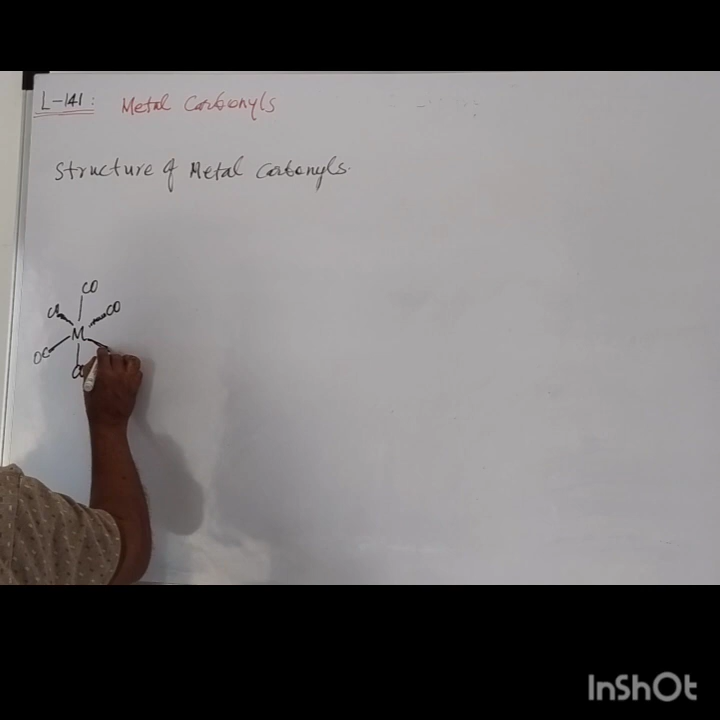 L-141: Metal Carbonyls
Structure of Metal Carbonyls.
CO
CO CO
M
OC
InShOt